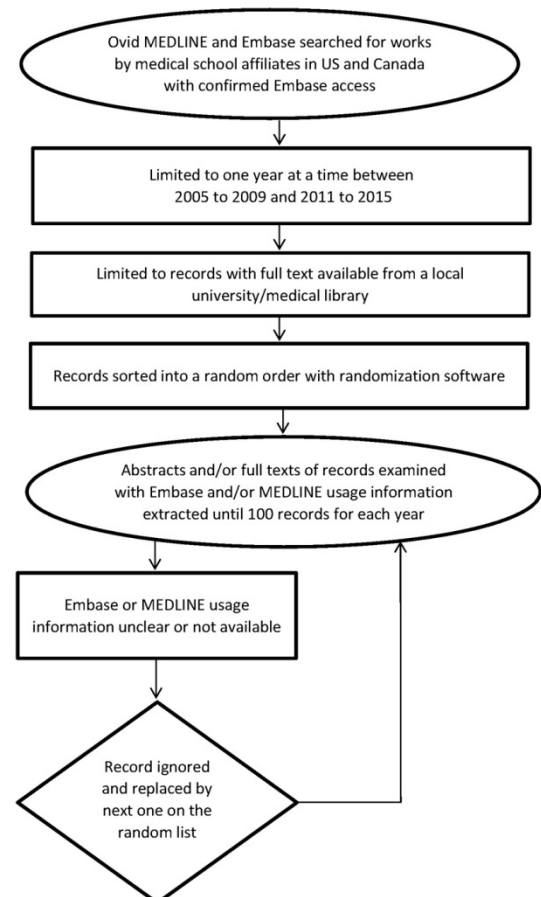 Ovid MEDLINE and Embase searched for works
by medical school affiliates in US and Canada
with confirmed Embase access
Limited to one year at a time between
2005 to 2009 and 2011 to 2015
Limited to records with full text available from a local
university/medical library
Records sorted into a random order with randomization software
Abstracts and/or full texts of records examined
with Embase and/or MEDLINE usage information
extracted until 100 records for each year
Embase or MEDLINE usage
information unclear or not available
Record ignored
and replaced by
next one on the
random list